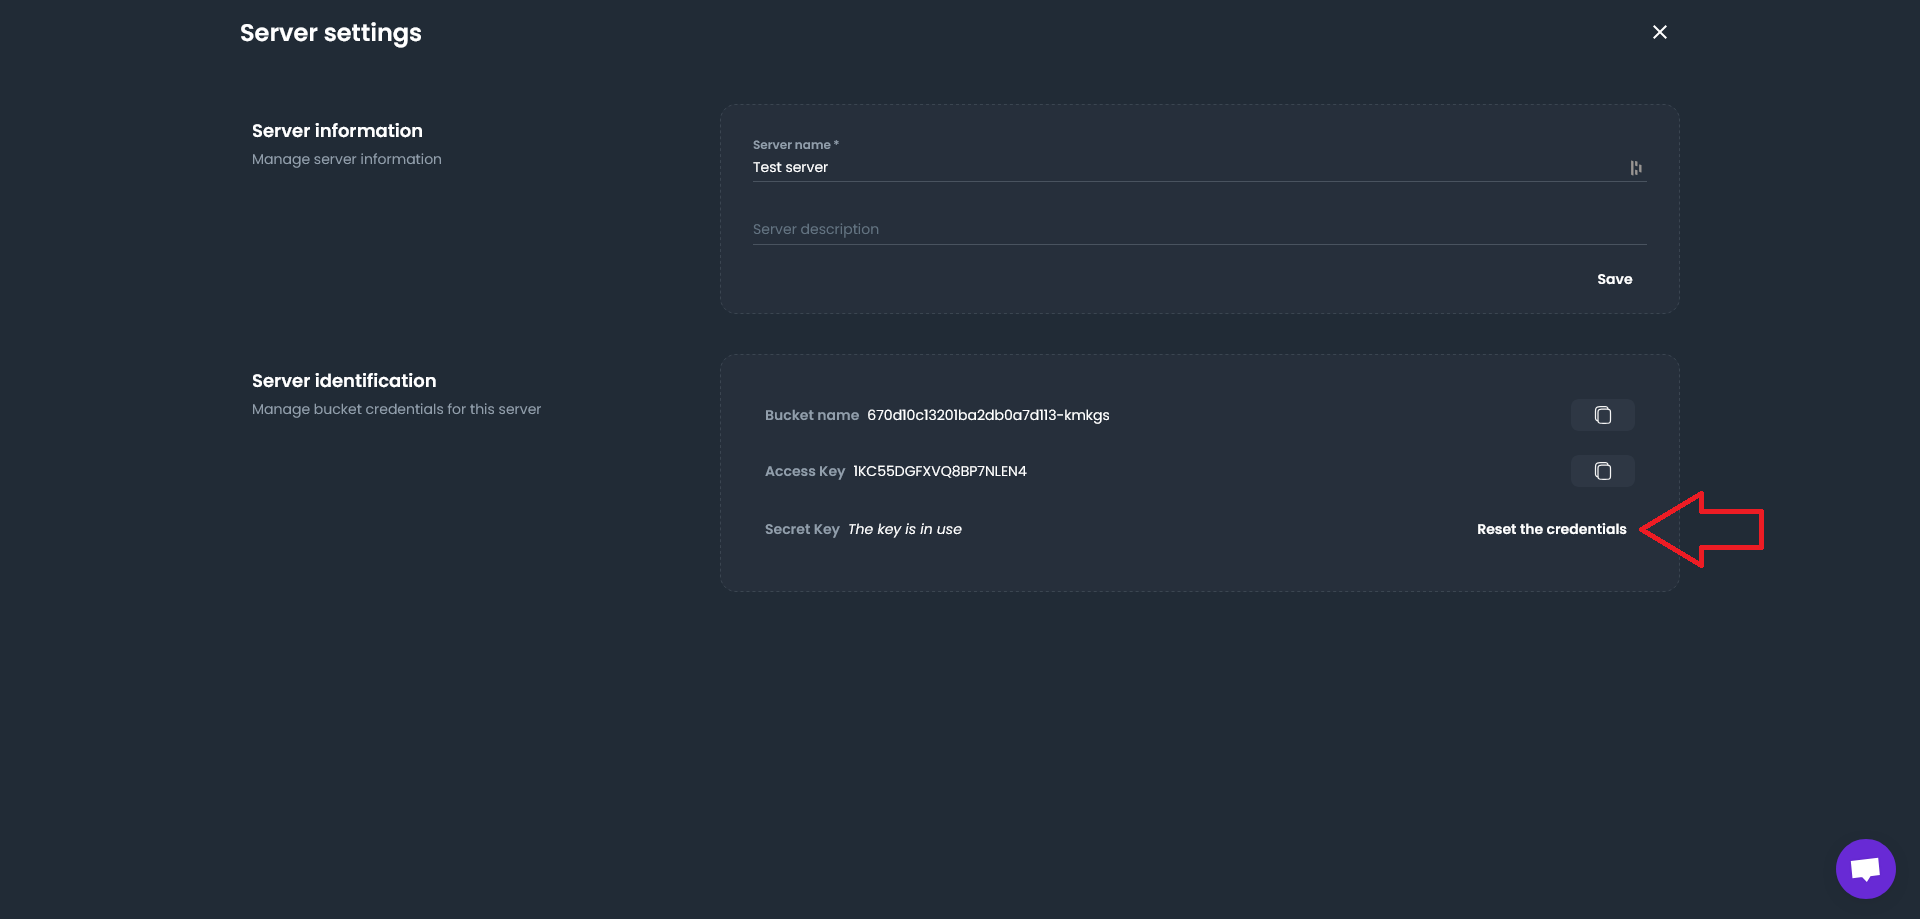 Server settings
Server information
Manage server information
Server name *
Test server
Server description
Save
Server identification
Manage bucket credentials for this server
Bucket name 670d10c13201ba2db0a7d113-kmkgs
Access Key 1KC55DGFXVQ8BP7NLEN4
Secret Key The key is in use
Reset the credentials